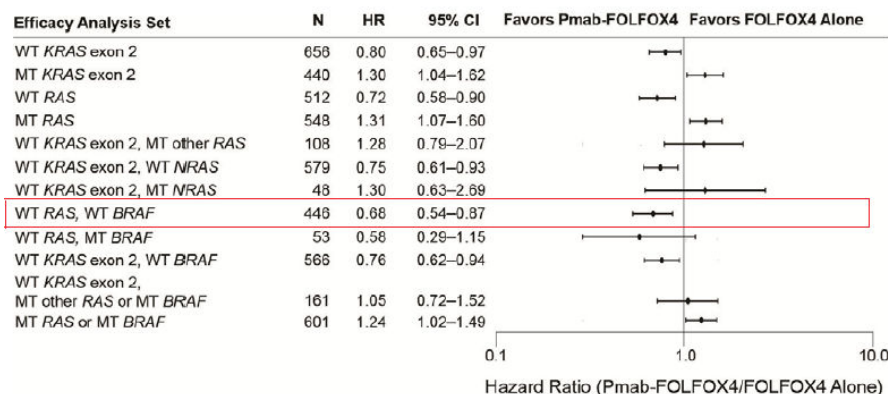 Efficacy Analysis Set N HR 95% CI Favors Pmab-FOLFOX4 Favors FOLFOX4 Alone
WT KRAS exon 2 656 0.80 0.65–0.97
MT KRAS exon 2 440 1.30 1.04–1.62
WT RAS 512 0.72 0.58–0.90
MT RAS 548 1.31 1.07–1.60
WT KRAS exon 2, MT other RAS 108 1.28 0.79–2.07
WT KRAS exon 2, WT NRAS 579 0.75 0.61–0.93
WT KRAS exon 2, MT NRAS 48 1.30 0.63–2.69
WT RAS, WT BRAF 446 0.68 0.54–0.87
WT RAS, MT BRAF 53 0.58 0.29–1.15
WT KRAS exon 2, WT BRAF 566 0.76 0.62–0.94
WT KRAS exon 2,
MT other RAS or MT BRAF 161 1.05 0.72–1.52
MT RAS or MT BRAF 601 1.24 1.02–1.49
0.1 1.0 10.0
Hazard Ratio (Pmab-FOLFOX4/FOLFOX4 Alone)